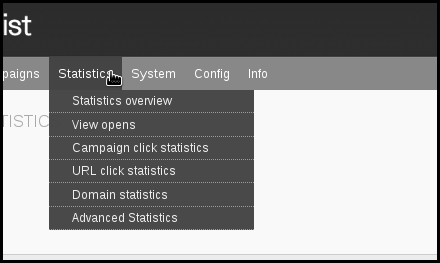 ist
paigns Statistics System Config Info
TISTIC
Statistics overview
View opens
Campaign click statistics
URL click statistics
Domain statistics
Advanced Statistics